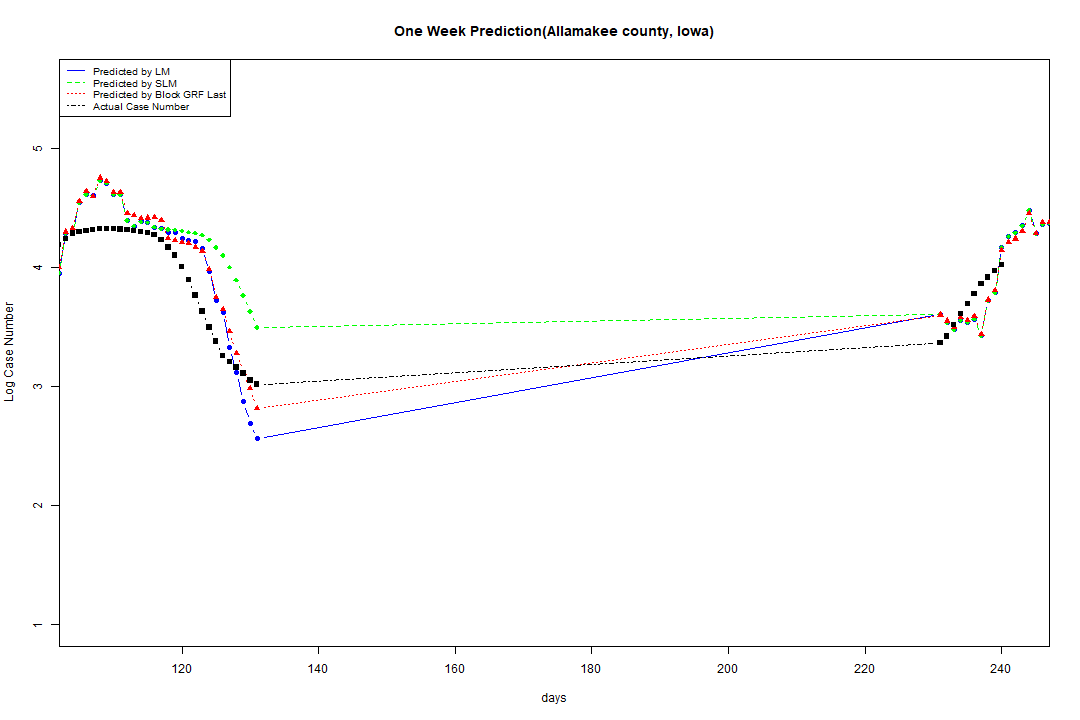 One Week Prediction(Allamakee county, Iowa)
Predicted by LM
Predicted by SLM
Predicted by Block GRF Last
Actual Case Number
Log Case Number
5
4
3
2
1
120 140 160 180 200 220 240
days